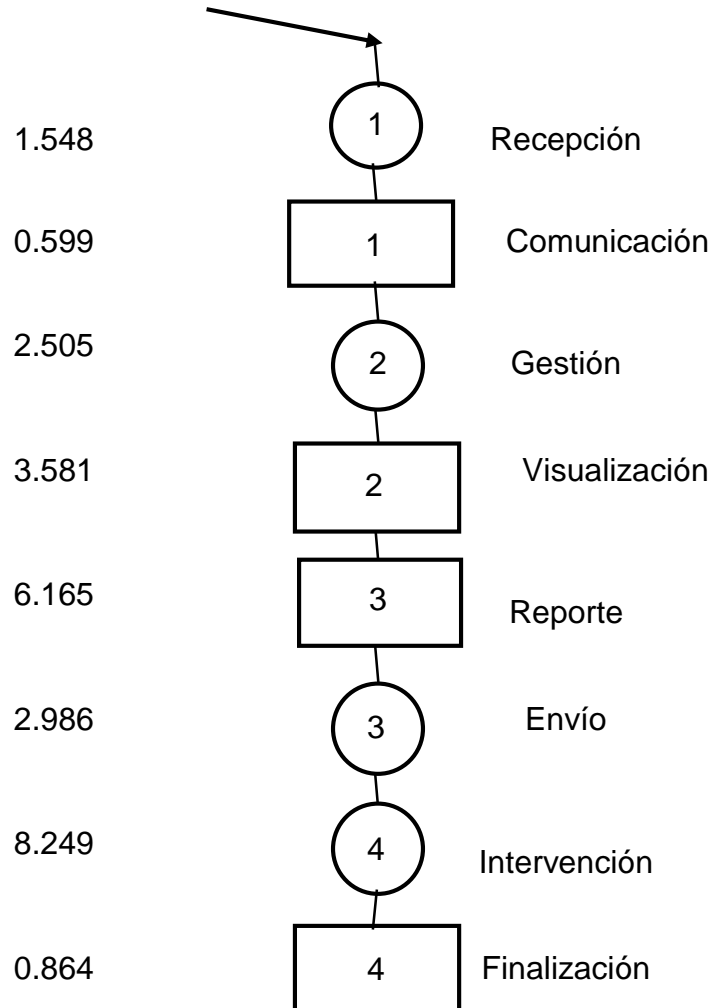 1.548 1 Recepción
0.599 1 Comunicación
2.505 2 Gestión
3.581 2 Visualización
6.165 3 Reporte
2.986 3 Envío
8.249 4 Intervención
0.864 4 Finalización